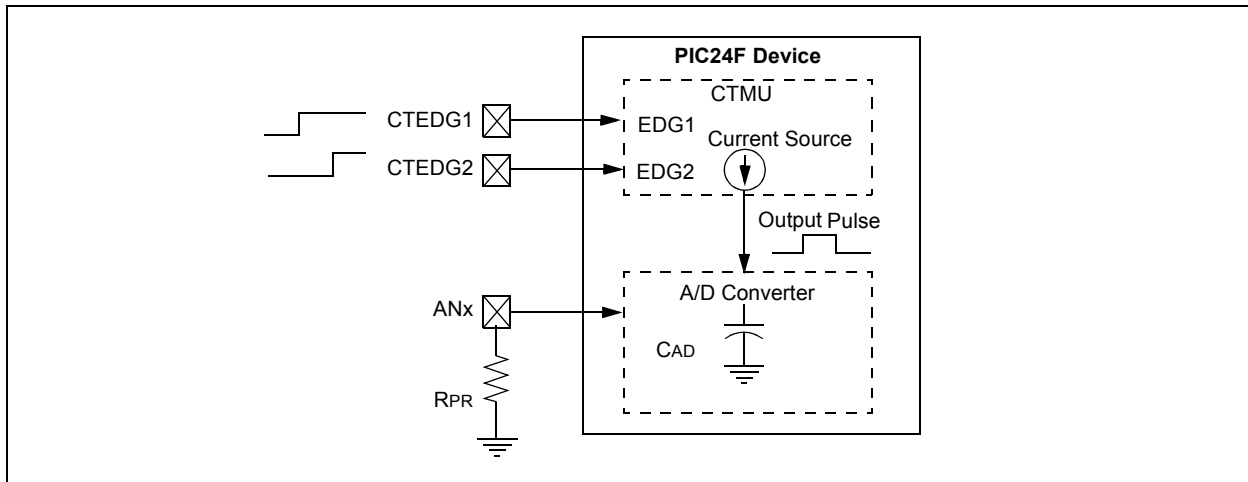 PIC24F Device
CTMU
CTEDG1
EDG1
Current Source
CTEDG2
EDG2
Output Pulse
A/D Converter
ANx
CAD
RPR